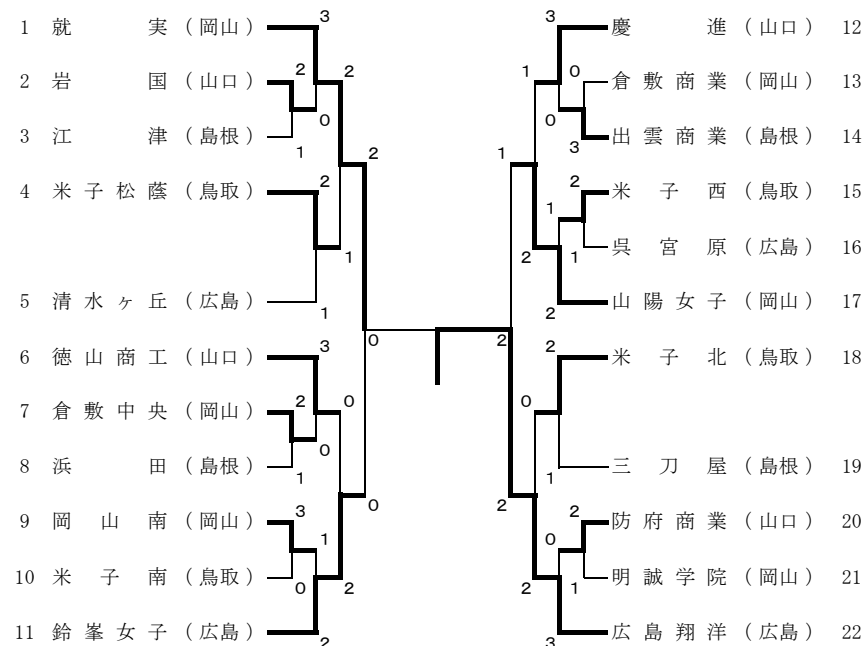 1 就実 (岡山)
2 岩国 (山口)
3 江津 (島根)
4 米子松蔭 (鳥取)
5 清水ヶ丘 (広島)
6 徳山商工 (山口)
7 倉敷中央 (岡山)
8 浜田 (島根)
9 岡山南 (岡山)
10 米子南 (鳥取)
11 鈴峯女子 (広島)
3
2
2
0
1
2
2
1
1
3
0
2
0
1
0
0
3
1
0
2
2
0
3
1
0
0
3
1
2
1
1
2
2
2
2
0
1
2
2
0
1
2
3
慶進 (山口) 12
倉敷商業 (岡山) 13
出雲商業 (島根) 14
米子西 (鳥取) 15
呉宮原 (広島) 16
山陽女子 (岡山) 17
米子北 (鳥取) 18
三刀屋 (島根) 19
防府商業 (山口) 20
明誠学院 (岡山) 21
広島翔洋 (広島) 22